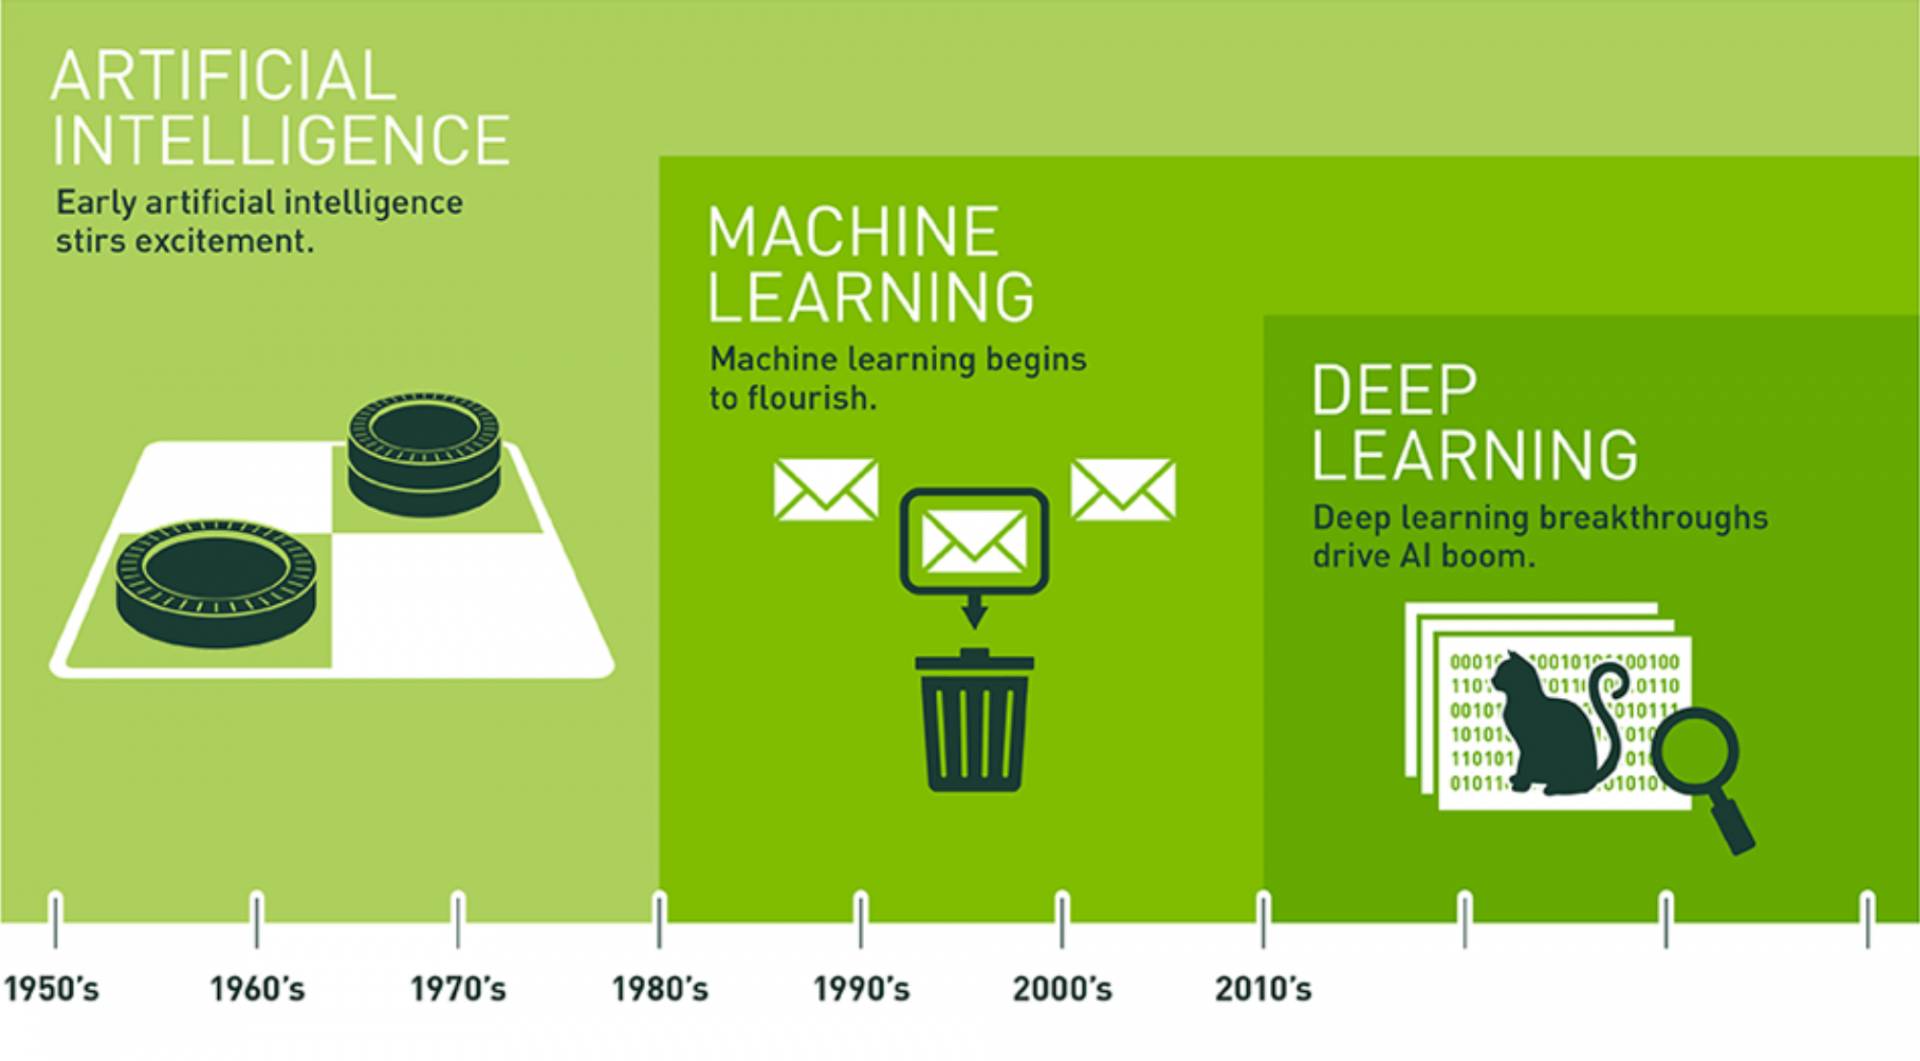 ARTIFICIAL
INTELLIGENCE
Early artificial intelligence
stirs excitement.
MACHINE
LEARNING
Machine learning begins
to flourish.
DEEP
LEARNING
Deep learning breakthroughs
drive AI boom.
1950's
1960's
1970's
1980's
1990's
2000's
2010's